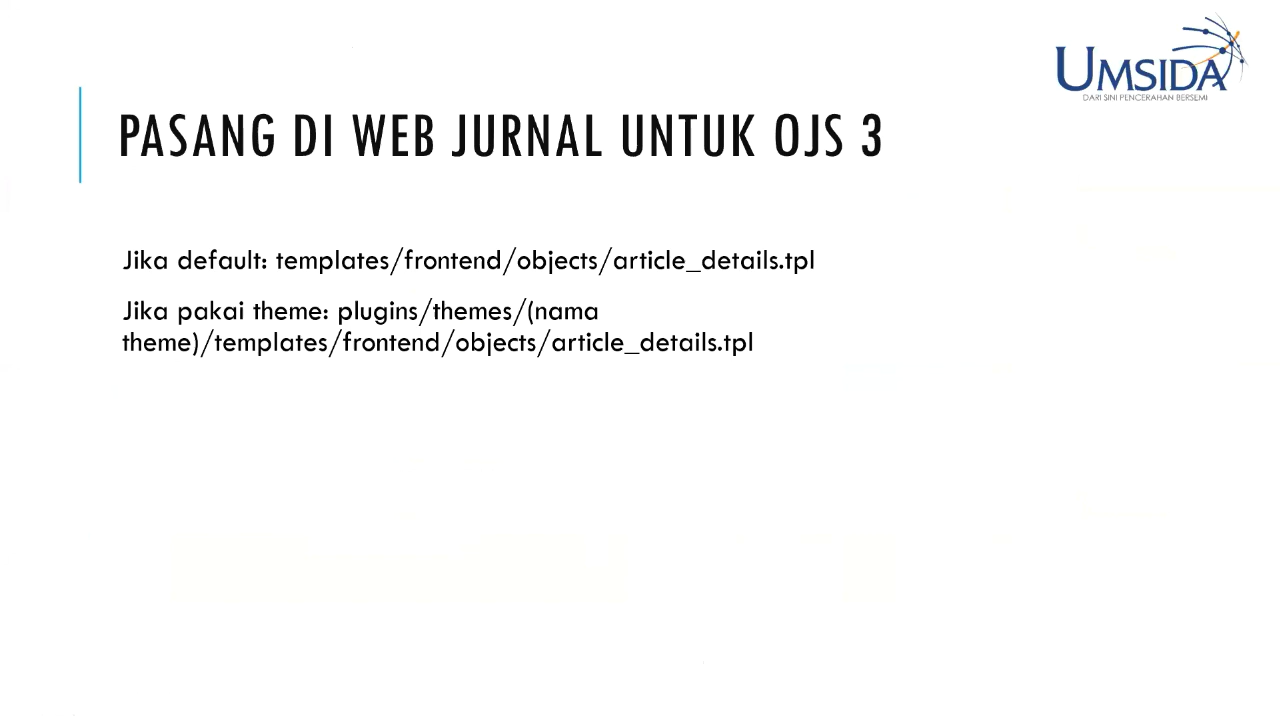 UMSIDA
DARI SINI PENCERAHAN BERSEMI
PASANG DI WEB JURNAL UNTUK OJS 3
Jika default: templates/frontend/objects/article_details.tpl
Jika pakai theme: plugins/themes/(nama
theme)/templates/frontend/objects/article_details.tpl